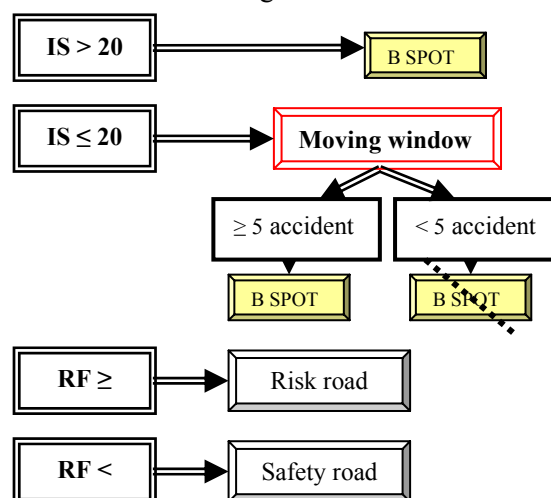 IS > 20
B SPOT
IS ≤ 20
Moving window
≥ 5 accident
< 5 accident
B SPOT
B SPOT
RF ≥
Risk road
RF <
Safety road